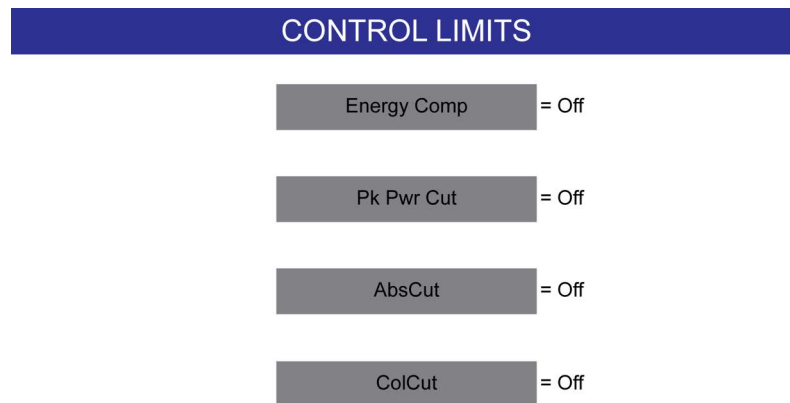 CONTROL LIMITS
Energy Comp = Off
Pk Pwr Cut = Off
AbsCut = Off
ColCut = Off